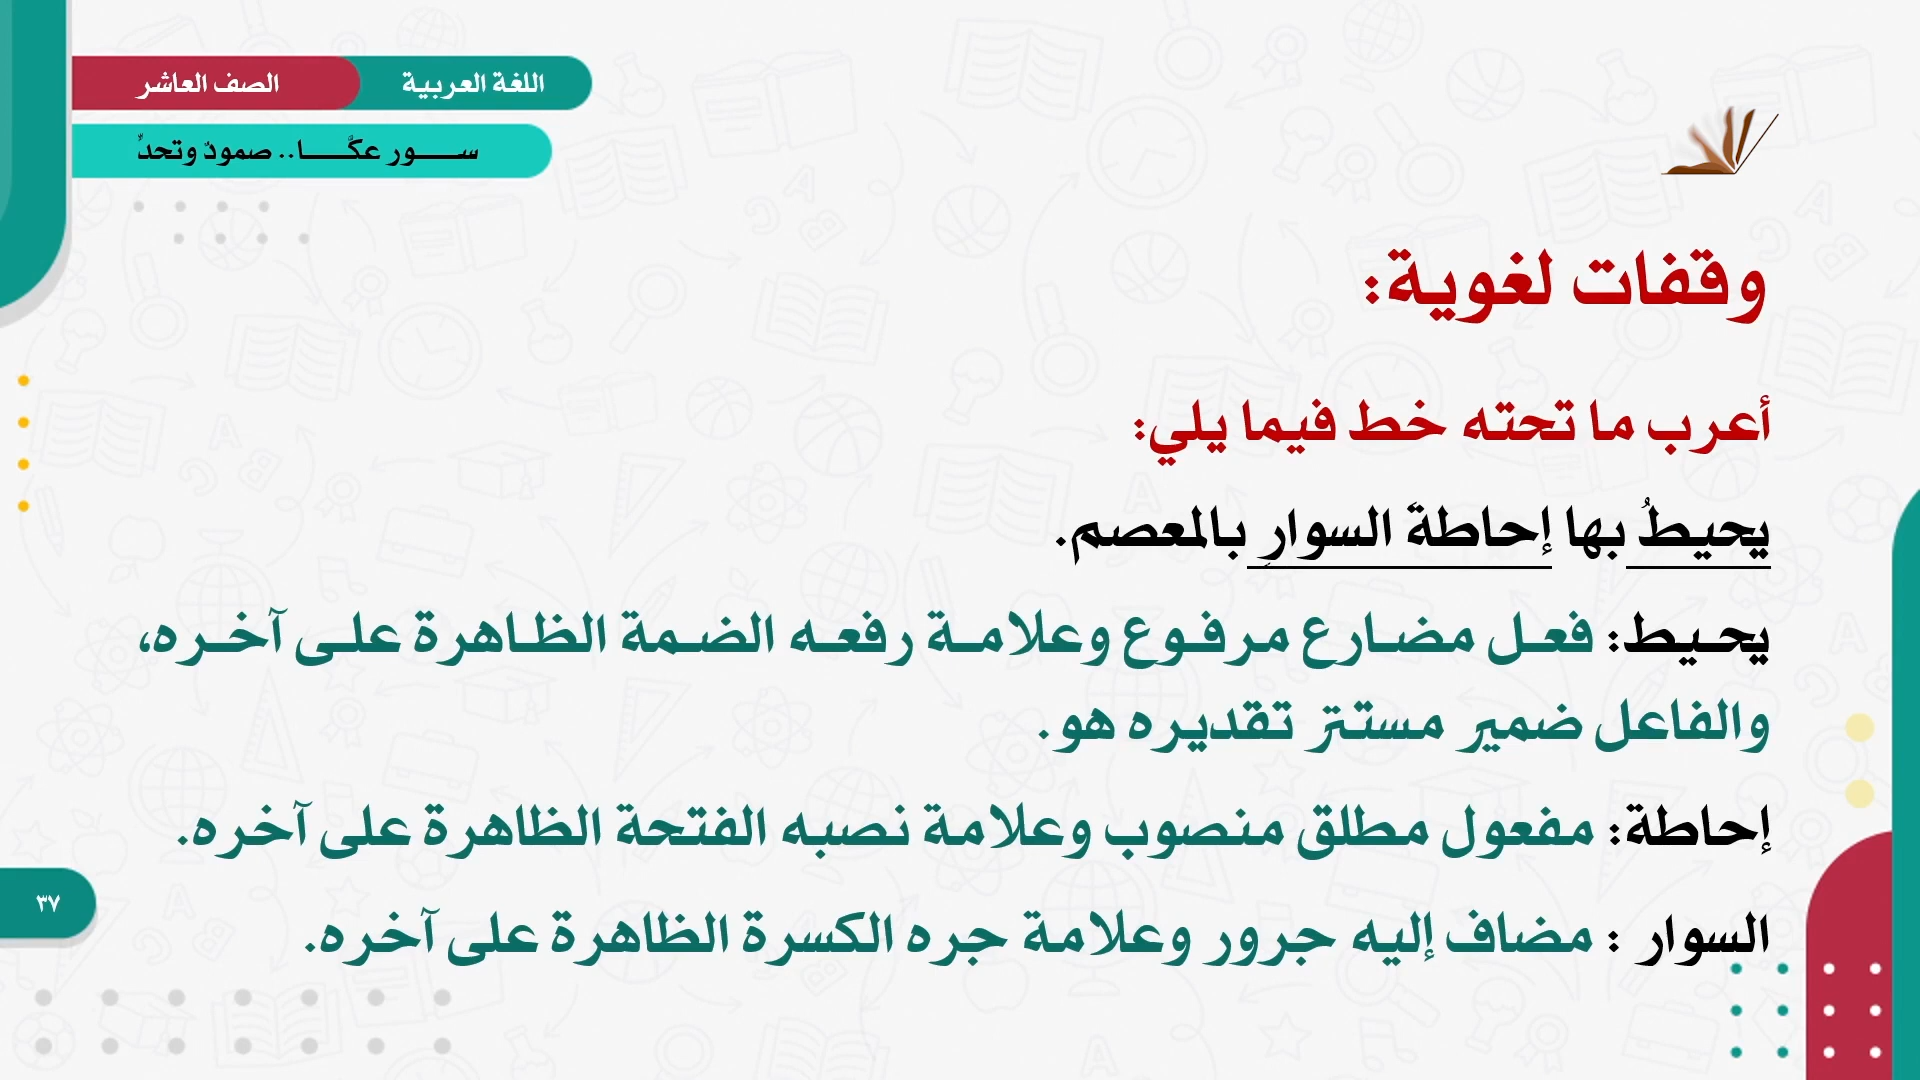 اللغة العربية
الصف العاشر
ســـور عكَّـــا.. صمودٌ وتحدٍّ
وقفات لغوية:
أعرب ما تحته خط فيما يلي:
يحيطُ بها إحاطةَ السوارِ بالمعصم.
يحيط: فعل مضارع مرفوع وعلامة رفعه الضمة الظاهرة على آخره،
والفاعل ضمير مستتر تقديره هو.
إحاطة: مفعول مطلق منصوب وعلامة نصبه الفتحة الظاهرة على آخره.
السوار : مضاف إليه جرور وعلامة جره الكسرة الظاهرة على آخره.
٣٧